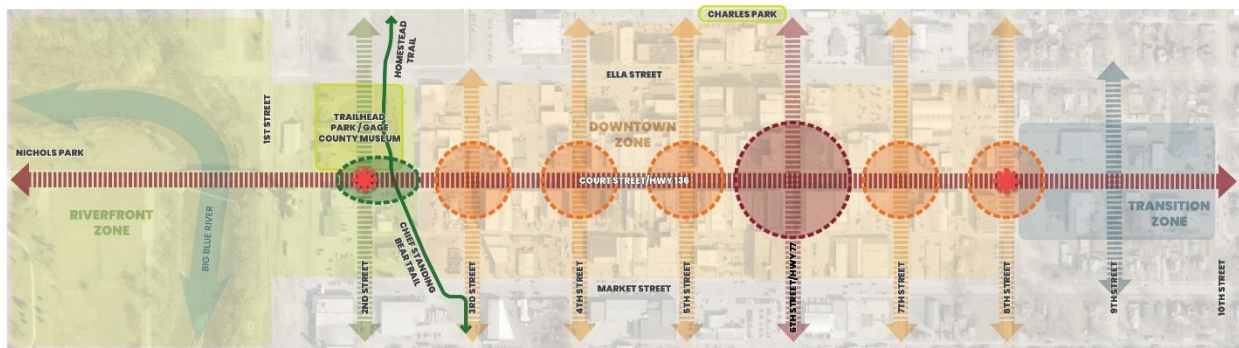 CHARLES PARK
HOMESTEAD
TRAIL
ELLA STREET
1ST STREET
TRAILHEAD
PARK / GAGE
COUNTY MUSEUM
DOWNTOWN
ZONE
NICHOLS PARK
COURT STREET/HWY 136
RIVERFRONT
ZONE
BIG BLUE RIVER
CHIEF STANDING
BEAR TRAIL
TRANSITION
ZONE
MARKET STREET
2ND STREET
3RD STREET
4TH STREET
5TH STREET
6TH STREET/HWY 77
7TH STREET
8TH STREET
9TH STREET
10TH STREET